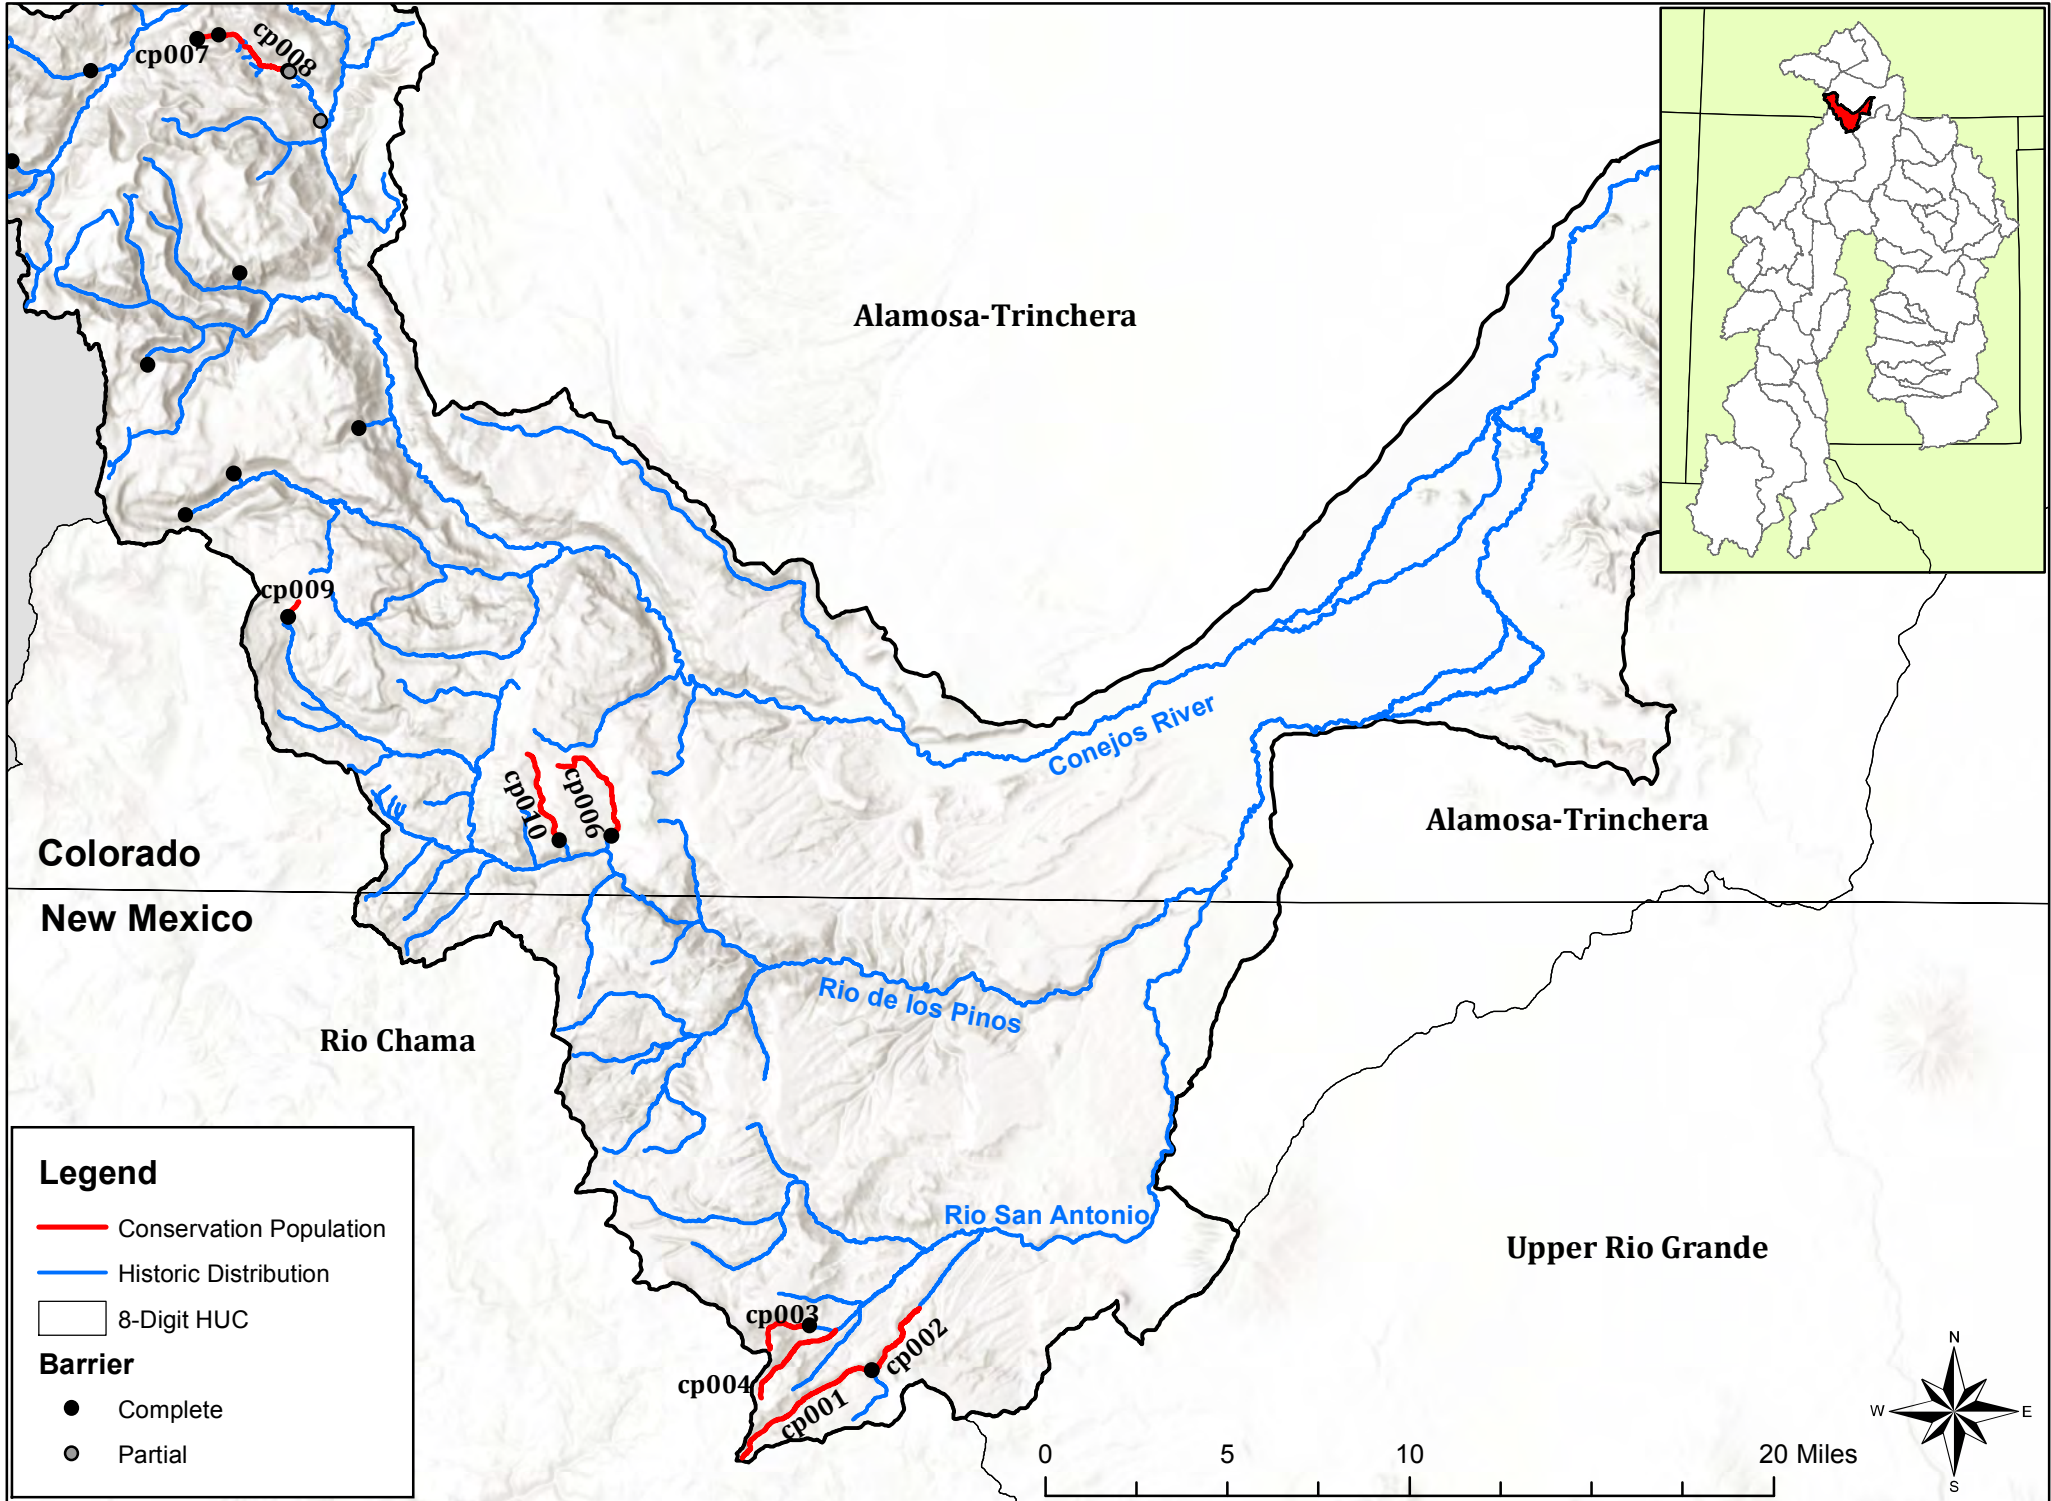 cp007
cp008
Alamosa-Trinchera
cp009
Conejos River
cp010
cp006
Alamosa-Trinchera
Colorado
New Mexico
Rio de los Pinos
Rio Chama
Rio San Antonio
Upper Rio Grande
cp003
cp004
cp002
cp001
Legend
Conservation Population
Historic Distribution
8-Digit HUC
Barrier
Complete
Partial
0 5 10 20 Miles
N
W E
S